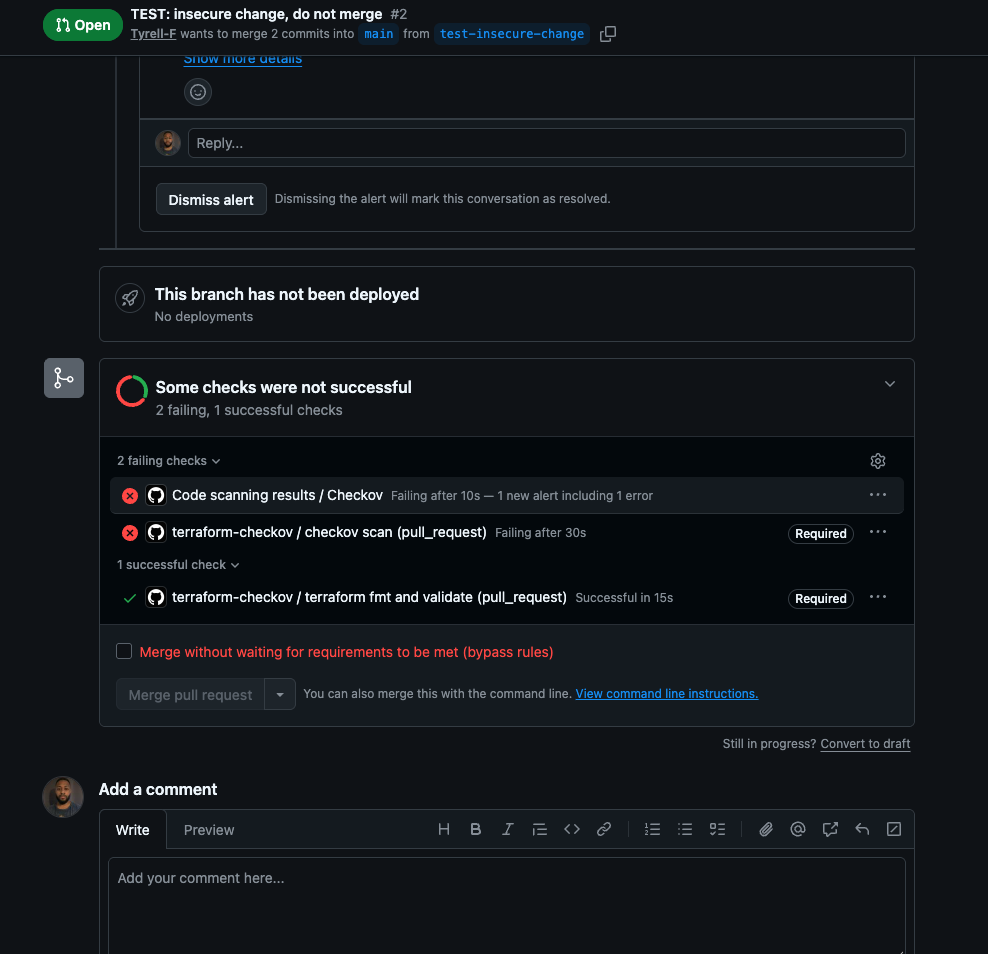 Open
TEST: insecure change, do not merge #2
Tyrell-F wants to merge 2 commits into main from test-insecure-change
Show more details
Reply...
Dismiss alert
Dismissing the alert will mark this conversation as resolved.
This branch has not been deployed
No deployments
Some checks were not successful
2 failing, 1 successful checks
2 failing checks
Code scanning results / Checkov Failing after 10s — 1 new alert including 1 error
terraform-checkov / checkov scan (pull_request) Failing after 30s Required
1 successful check
terraform-checkov / terraform fmt and validate (pull_request) Successful in 15s Required
Merge without waiting for requirements to be met (bypass rules)
Merge pull request
You can also merge this with the command line. View command line instructions.
Still in progress? Convert to draft
Add a comment
Write Preview
Add your comment here...